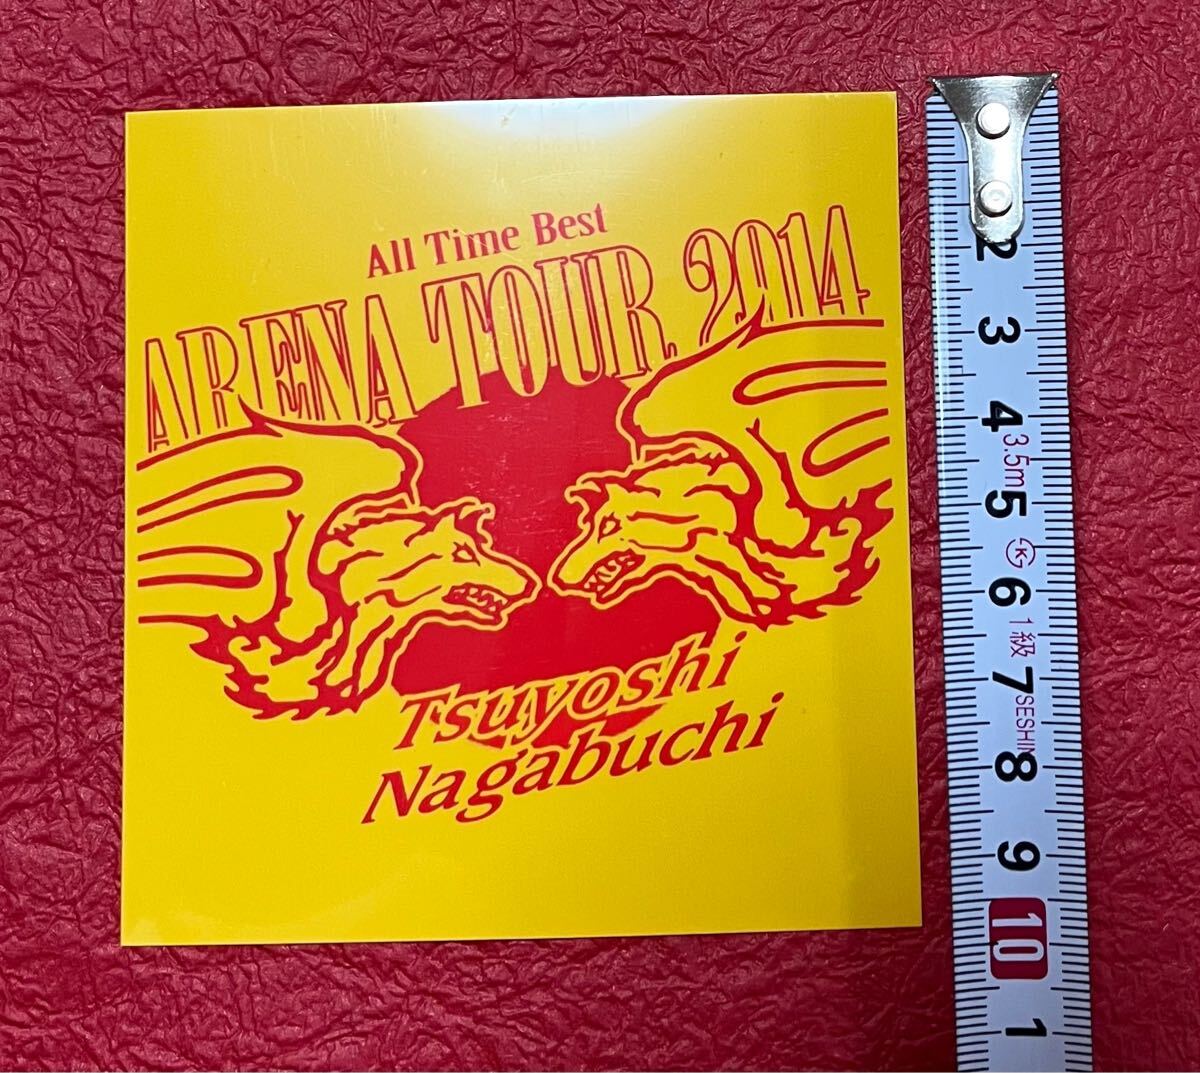 All Time Best
ARENA TOUR 2014
Tsuyoshi
Nagabuchi
2
3
4
3.5m
5
K
6
1級
7
SESHIN
8
9
10
1